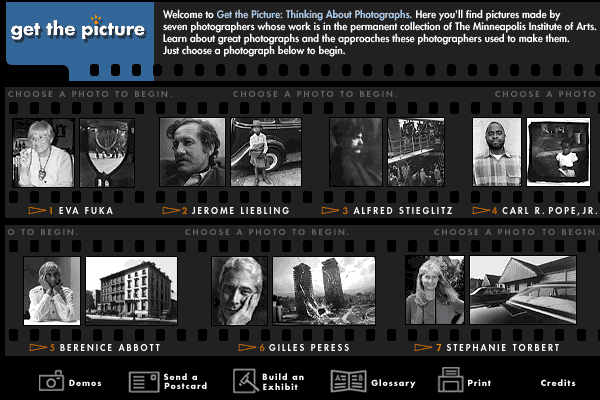 get the picture
Welcome to Get the Picture: Thinking About Photographs. Here you'll find pictures made by
seven photographers whose work is in the permanent collection of The Minneapolis Institute of Arts.
Learn about great photographs and the approaches these photographers used to make them.
Just choose a photograph below to begin.
CHOOSE A PHOTO TO BEGIN. CHOOSE A PHOTO TO BEGIN. CHOOSE A PHOTO
1 EVA FUKA
2 JEROME LIEBLING
3 ALFRED STIEGLITZ
4 CARL R. POPE, JR.
O TO BEGIN. CHOOSE A PHOTO TO BEGIN. CHOOSE A PHOTO TO BEGIN.
5 BERENICE ABBOTT
6 GILLES PERESS
7 STEPHANIE TORBERT
Demos
Send a
Postcard
Build an
Exhibit
Glossary
Print
Credits